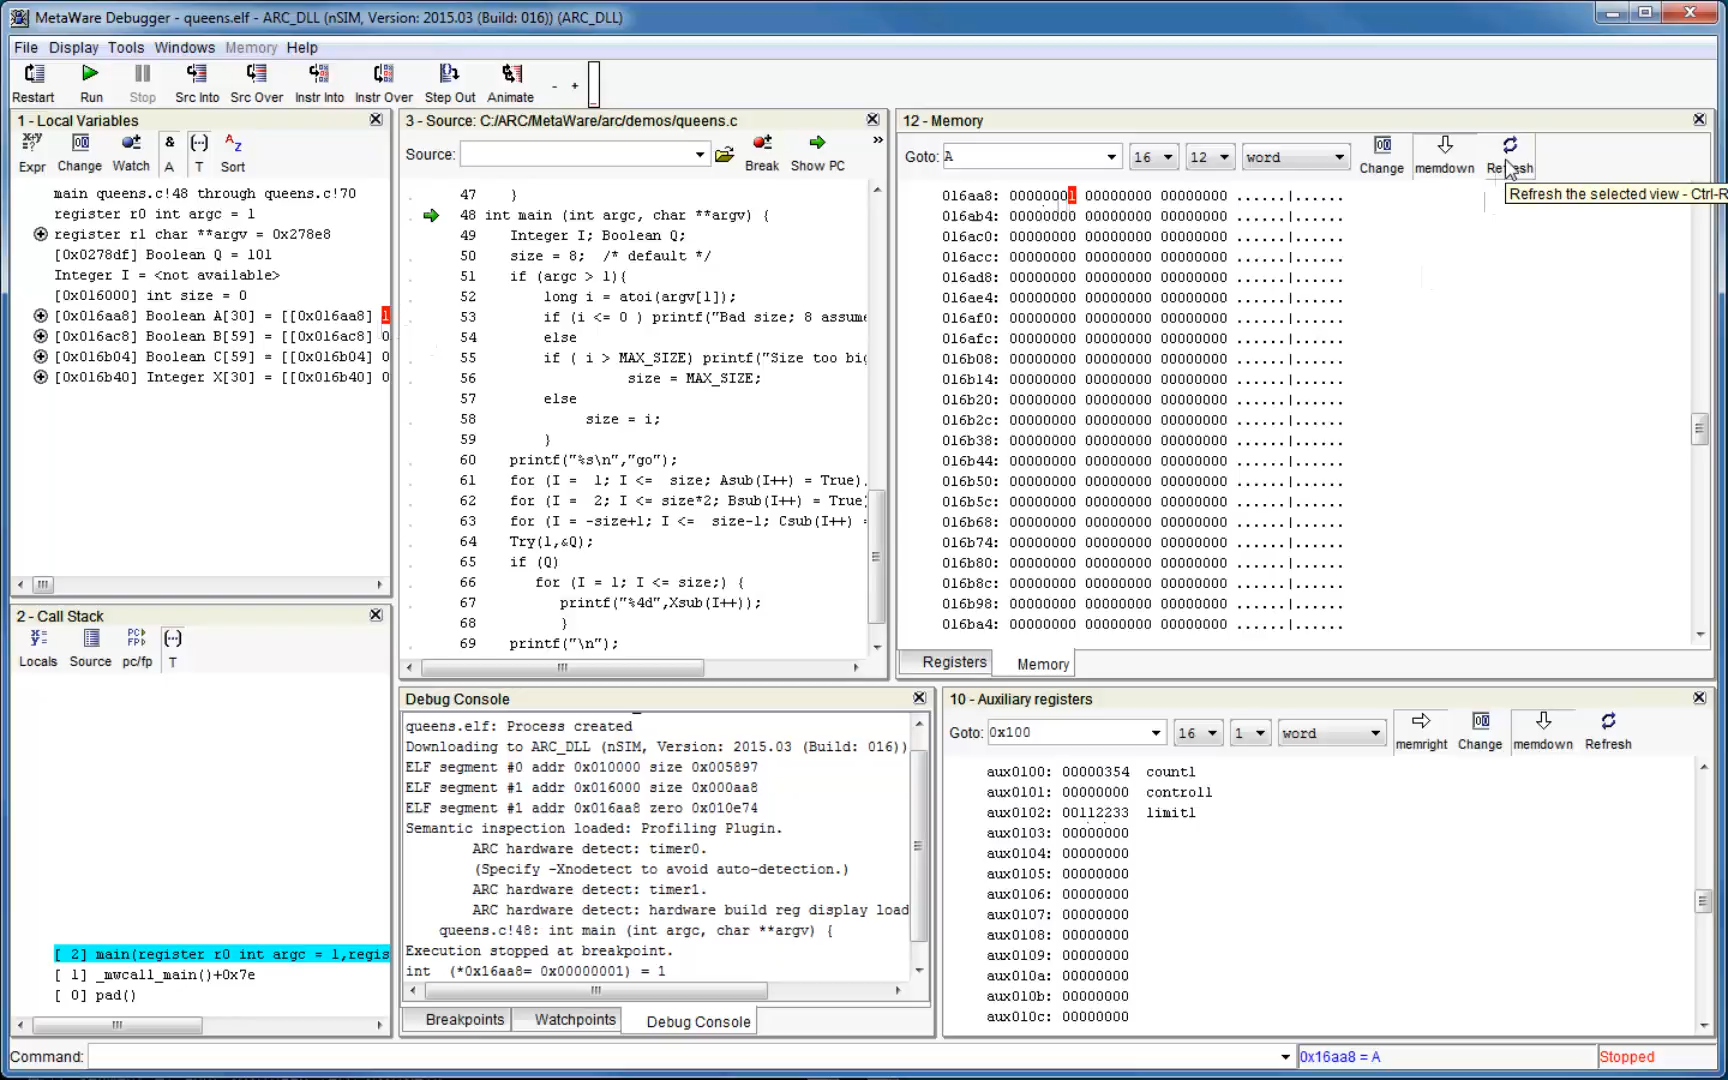 MetaWare Debugger - queens.elf - ARC_DLL (nSIM, Version: 2015.03 (Build: 016)) (ARC_DLL)
File Display Tools Windows Memory Help
Restart Run Stop Src Into Src Over Instr Into Instr Over Step Out Animate - +
1 - Local Variables
Expr Change Watch A T Sort
main queens.c!48 through queens.c!70
register r0 int argc = 1
register r1 char **argv = 0x278e8
[0x0278df] Boolean Q = 101
Integer I = <not available>
[0x016000] int size = 0
[0x016aa8] Boolean A[30] = [[0x016aa8] 1
[0x016ac8] Boolean B[59] = [[0x016ac8] 0
[0x016b04] Boolean C[59] = [[0x016b04] 0
[0x016b40] Integer X[30] = [[0x016b40] 0
2 - Call Stack
Locals Source pc/fp T
[ 2] main(register r0 int argc = 1,regis
[ 1] _mwcall_main()+0x7e
[ 0] pad()
3 - Source: C:/ARC/MetaWare/arc/demos/queens.c
Source: Break Show PC »
47 }
48 int main (int argc, char **argv) {
49 Integer I; Boolean Q;
50 size = 8; /* default */
51 if (argc > 1){
52 long i = atoi(argv[1]);
53 if (i <= 0 ) printf("Bad size; 8 assume
54 else
55 if ( i > MAX_SIZE) printf("Size too bi
56 size = MAX_SIZE;
57 else
58 size = i;
59 }
60 printf("%s\n","go");
61 for (I = 1; I <= size; Asub(I++) = True)
62 for (I = 2; I <= size*2; Bsub(I++) = True
63 for (I = -size+1; I <= size-1; Csub(I++) =
64 Try(1,&Q);
65 if (Q)
66 for (I = 1; I <= size;) {
67 printf("%4d",Xsub(I++));
68 }
69 printf("\n");
Debug Console
queens.elf: Process created
Downloading to ARC_DLL (nSIM, Version: 2015.03 (Build: 016))
ELF segment #0 addr 0x010000 size 0x005897
ELF segment #1 addr 0x016000 size 0x000aa8
ELF segment #1 addr 0x016aa8 zero 0x010e74
Semantic inspection loaded: Profiling Plugin.
ARC hardware detect: timer0.
(Specify -Xnodetect to avoid auto-detection.)
ARC hardware detect: timer1.
ARC hardware detect: hardware build reg display load
queens.c!48: int main (int argc, char **argv) {
Execution stopped at breakpoint.
int (*0x16aa8= 0x00000001) = 1
Breakpoints Watchpoints Debug Console
12 - Memory
Goto: A 16 12 word Change memdown Refresh
Refresh the selected view - Ctrl-R
016aa8: 00000001 00000000 00000000 ......|......
016ab4: 00000000 00000000 00000000 ......|......
016ac0: 00000000 00000000 00000000 ......|......
016acc: 00000000 00000000 00000000 ......|......
016ad8: 00000000 00000000 00000000 ......|......
016ae4: 00000000 00000000 00000000 ......|......
016af0: 00000000 00000000 00000000 ......|......
016afc: 00000000 00000000 00000000 ......|......
016b08: 00000000 00000000 00000000 ......|......
016b14: 00000000 00000000 00000000 ......|......
016b20: 00000000 00000000 00000000 ......|......
016b2c: 00000000 00000000 00000000 ......|......
016b38: 00000000 00000000 00000000 ......|......
016b44: 00000000 00000000 00000000 ......|......
016b50: 00000000 00000000 00000000 ......|......
016b5c: 00000000 00000000 00000000 ......|......
016b68: 00000000 00000000 00000000 ......|......
016b74: 00000000 00000000 00000000 ......|......
016b80: 00000000 00000000 00000000 ......|......
016b8c: 00000000 00000000 00000000 ......|......
016b98: 00000000 00000000 00000000 ......|......
016ba4: 00000000 00000000 00000000 ......|......
Registers Memory
10 - Auxiliary registers
Goto: 0x100 16 1 word memright Change memdown Refresh
aux0100: 00000354 count1
aux0101: 00000000 control1
aux0102: 00112233 limit1
aux0103: 00000000
aux0104: 00000000
aux0105: 00000000
aux0106: 00000000
aux0107: 00000000
aux0108: 00000000
aux0109: 00000000
aux010a: 00000000
aux010b: 00000000
aux010c: 00000000
Command: 0x16aa8 = A Stopped